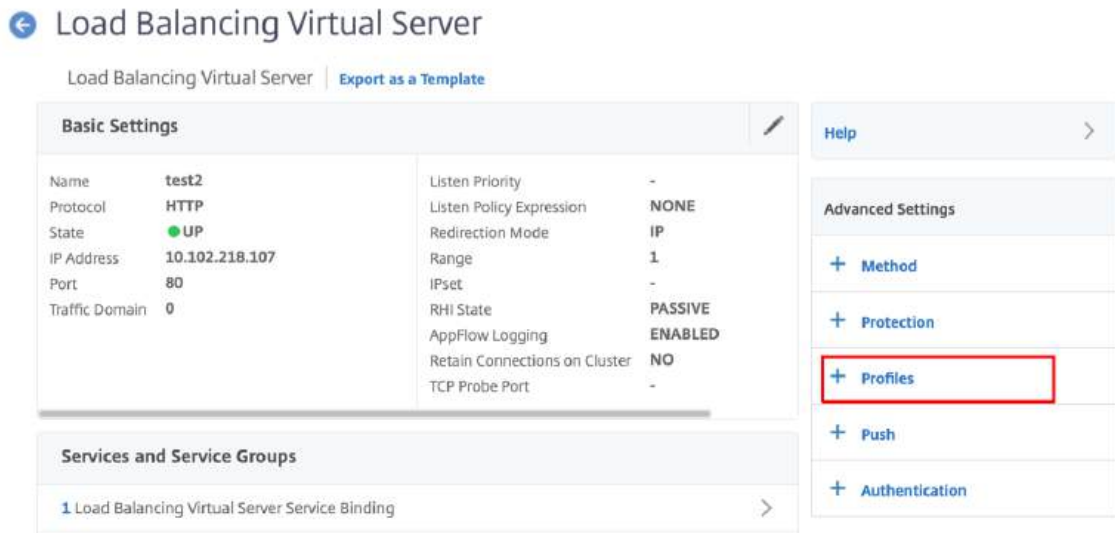 Load Balancing Virtual Server
Load Balancing Virtual Server | Export as a Template
Basic Settings
Name test2
Protocol HTTP
State UP
IP Address 10.102.218.107
Port 80
Traffic Domain 0
Listen Priority -
Listen Policy Expression NONE
Redirection Mode IP
Range 1
IPset -
RHI State PASSIVE
AppFlow Logging ENABLED
Retain Connections on Cluster NO
TCP Probe Port -
Services and Service Groups
1 Load Balancing Virtual Server Service Binding
Help
Advanced Settings
+ Method
+ Protection
+ Profiles
+ Push
+ Authentication